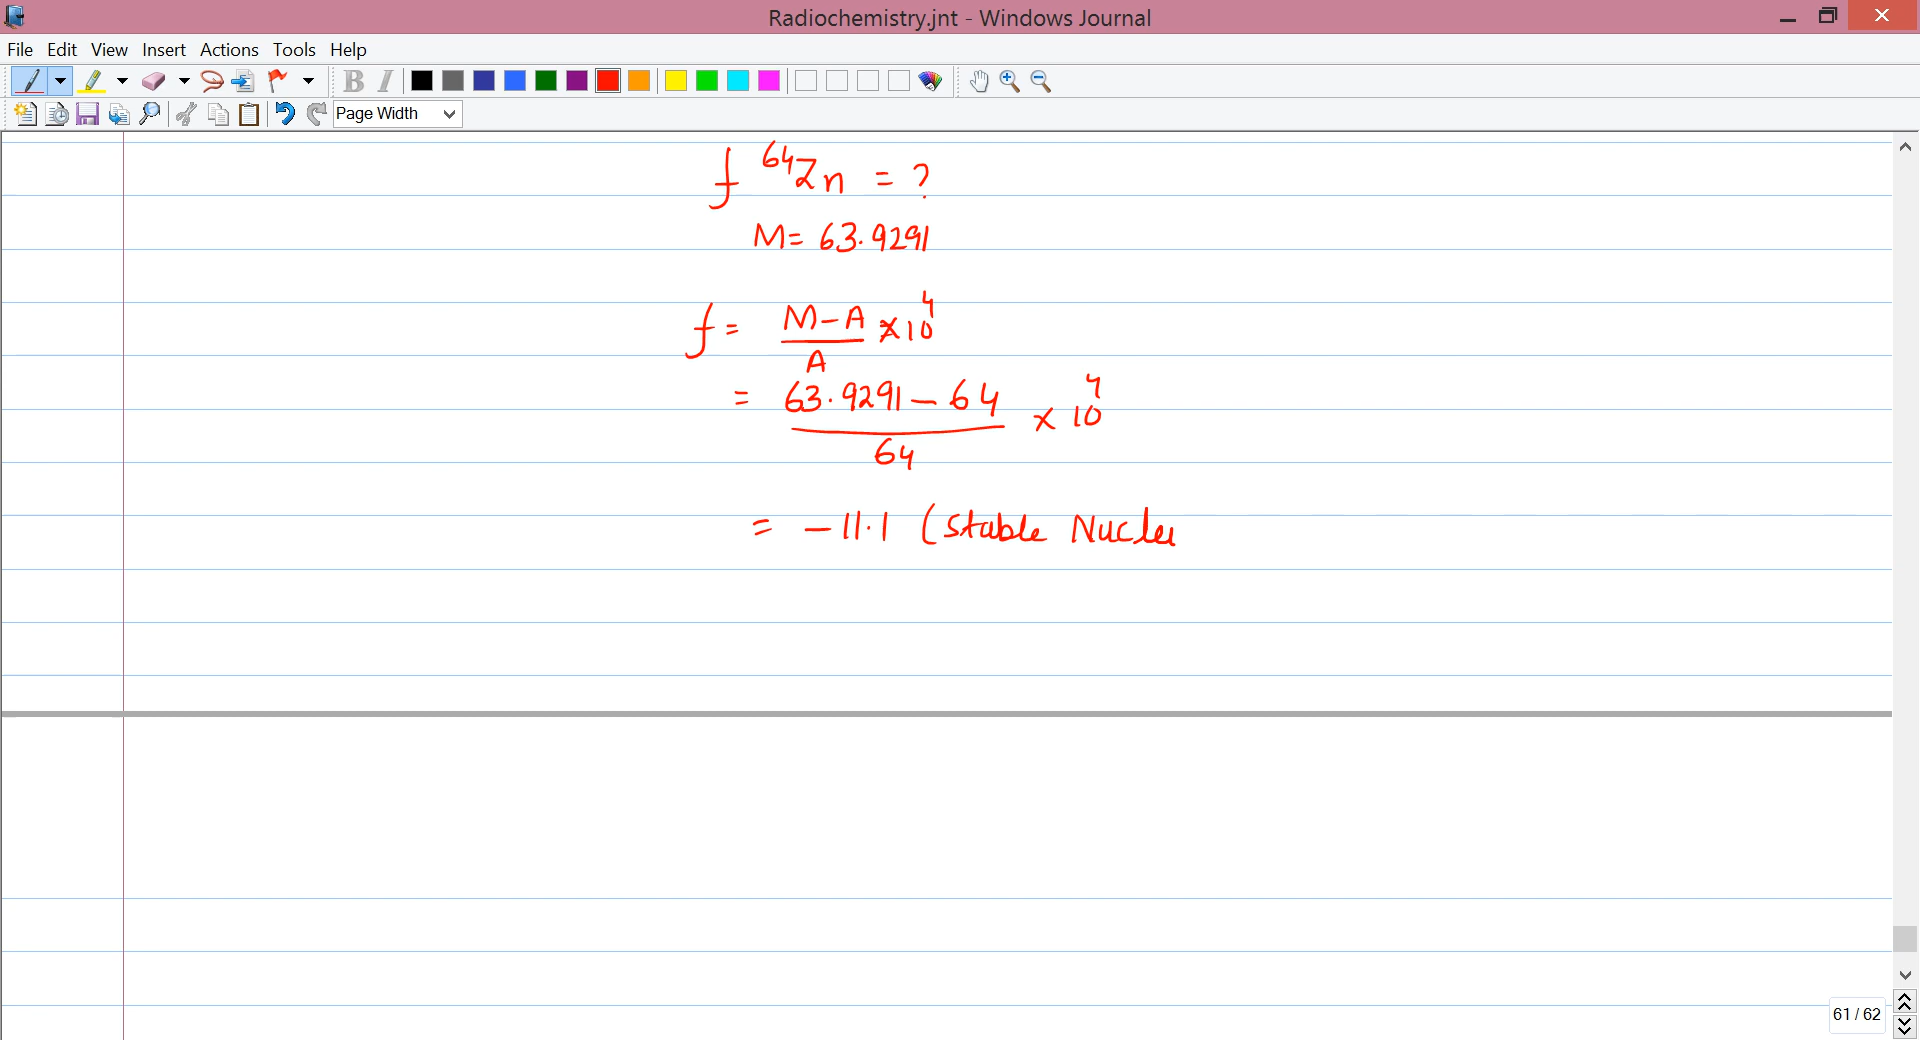 Radiochemistry.jnt - Windows Journal
File Edit View Insert Actions Tools Help
B I
Page Width
f ⁶⁴Zn = ?
M = 63.9291
f = M-A / A × 10⁴
= 63.9291 - 64 / 64 × 10⁴
= -11.1 (Stable Nucleu
61 / 62